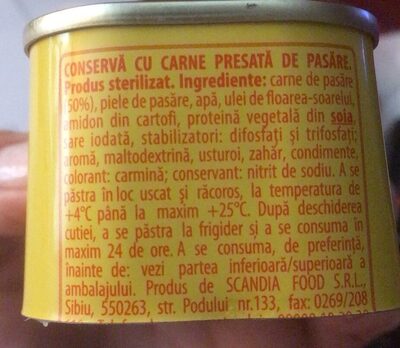 CONSERVĂ CU CARNE PRESATĂ DE PASĂRE.
Produs sterilizat. Ingrediente: carne de pasăre
(50%), piele de pasăre, apă, ulei de floarea-soarelui,
amidon din cartofi, proteină vegetală din soia,
sare iodată, stabilizatori: difosfați și trifosfați;
aromă, maltodextrină, usturoi, zahăr, condimente,
colorant: carmină; conservant: nitrit de sodiu. A se
păstra în loc uscat și răcoros, la temperatura de
+4°C până la maxim +25°C. După deschiderea
cutiei, a se păstra la frigider și a se consuma în
maxim 24 de ore. A se consuma, de preferință,
înainte de: vezi partea inferioară/superioară a
ambalajului. Produs de SCANDIA FOOD S.R.L.,
Sibiu, 550263, str. Podului nr.133, fax: 0269/208